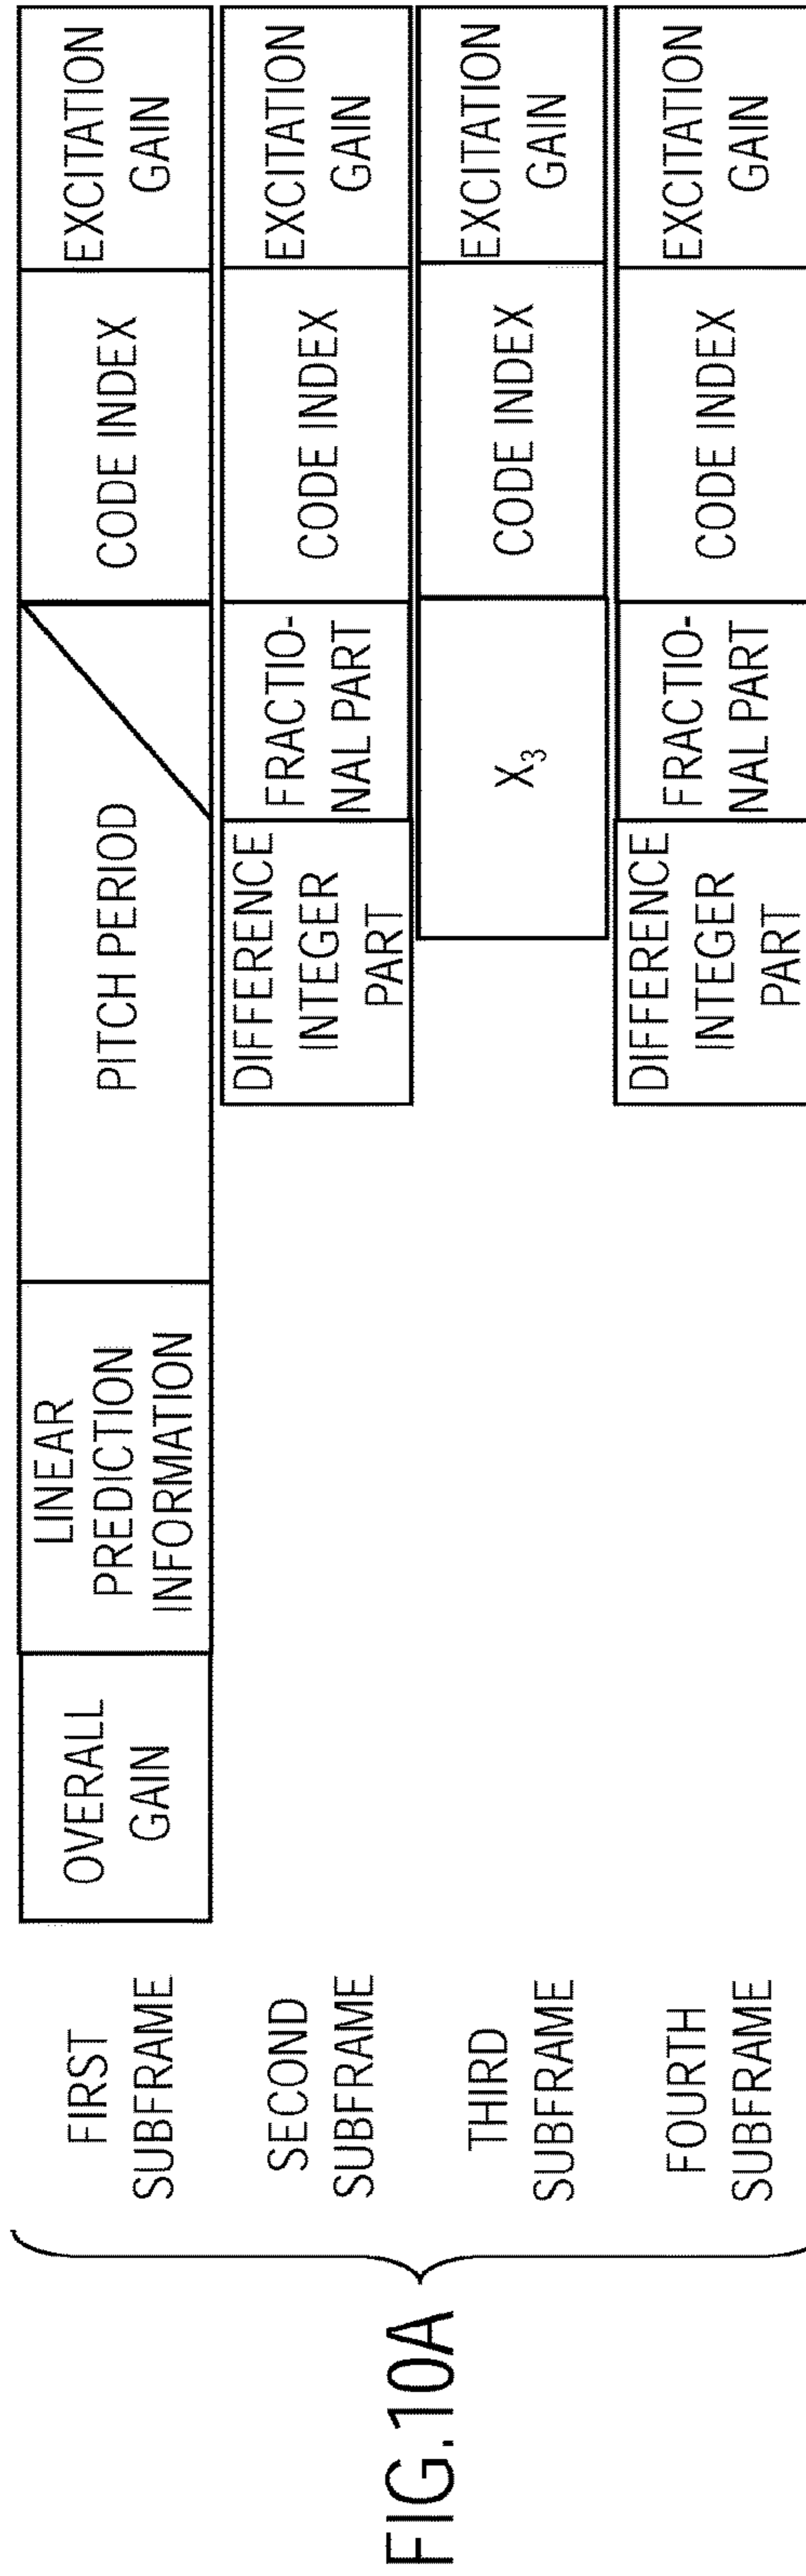 FIG.10A
FIRST
SUBFRAME
OVERALL
GAIN
LINEAR
PREDICTION
INFORMATION
PITCH PERIOD
CODE INDEX
EXCITATION
GAIN
SECOND
SUBFRAME
DIFFERENCE
INTEGER
PART
FRACTIO-
NAL PART
CODE INDEX
EXCITATION
GAIN
THIRD
SUBFRAME
X3
CODE INDEX
EXCITATION
GAIN
FOURTH
SUBFRAME
DIFFERENCE
INTEGER
PART
FRACTIO-
NAL PART
CODE INDEX
EXCITATION
GAIN